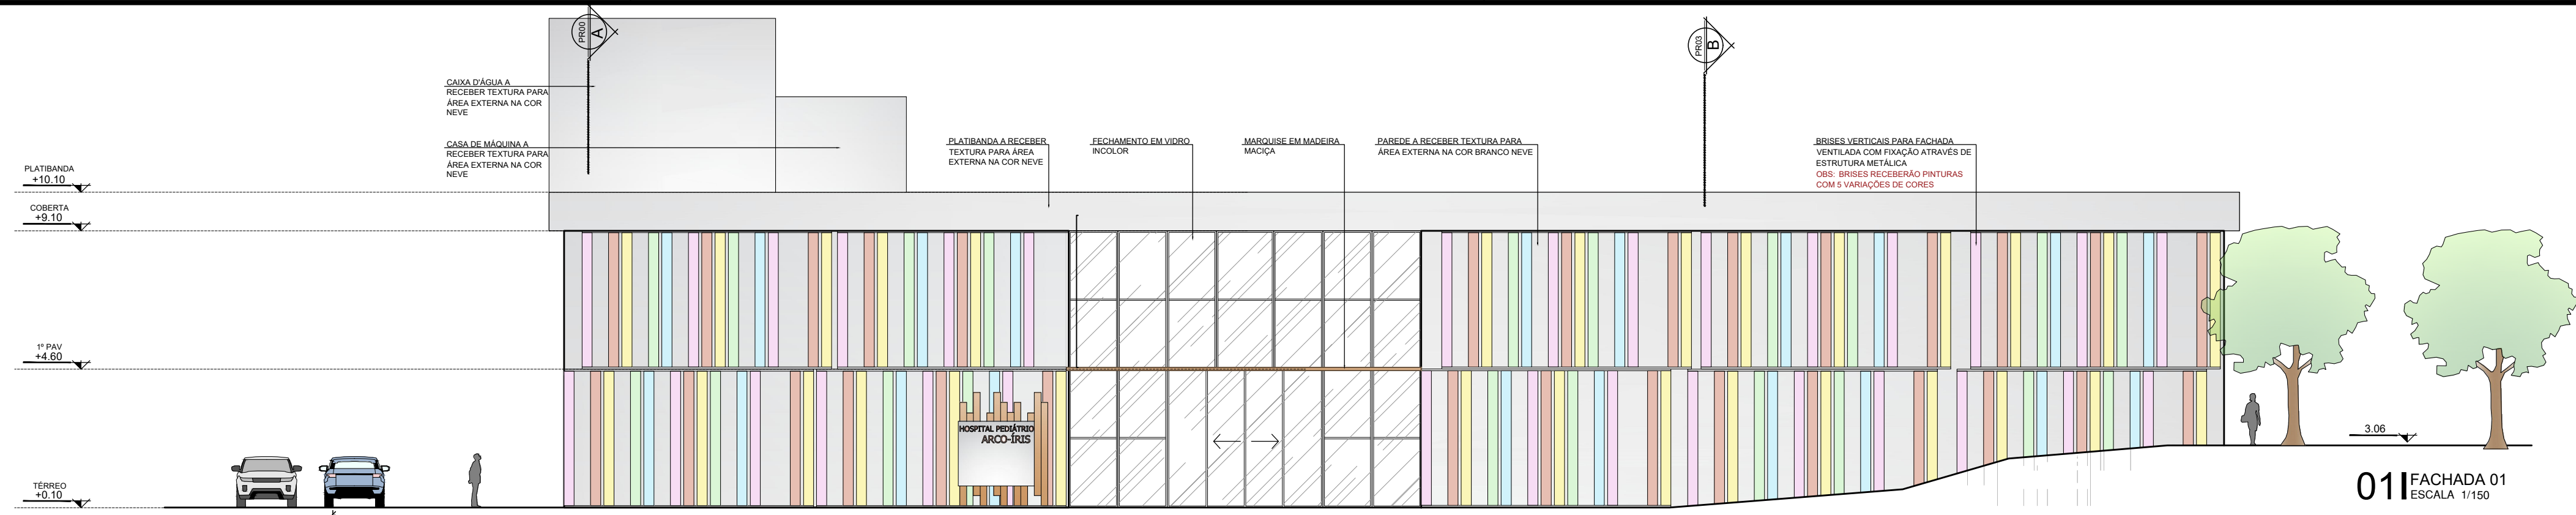 PR00
A
PR03
B
CAIXA D'ÁGUA A
RECEBER TEXTURA PARA
ÁREA EXTERNA NA COR
NEVE
CASA DE MÁQUINA A
RECEBER TEXTURA PARA
ÁREA EXTERNA NA COR
NEVE
PLATIBANDA A RECEBER
TEXTURA PARA ÁREA
EXTERNA NA COR NEVE
FECHAMENTO EM VIDRO
INCOLOR
MARQUISE EM MADEIRA
MACIÇA
PAREDE A RECEBER TEXTURA PARA
ÁREA EXTERNA NA COR BRANCO NEVE
BRISES VERTICAIS PARA FACHADA
VENTILADA COM FIXAÇÃO ATRAVÉS DE
ESTRUTURA METÁLICA
OBS: BRISES RECEBERÃO PINTURAS
COM 5 VARIAÇÕES DE CORES
PLATIBANDA
+10.10
COBERTA
+9.10
1º PAV
+4.60
TÉRREO
+0.10
HOSPITAL PEDIÁTRIO
ARCO-ÍRIS
3.06
01 FACHADA 01
ESCALA 1/150